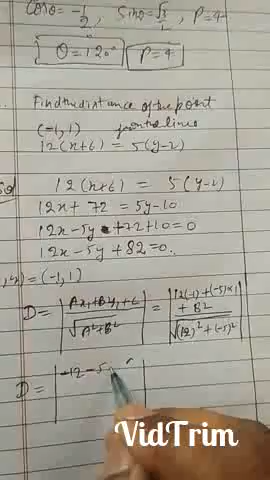 Cosθ = -1/2, Sinθ = √3/2, P = 4
θ = 120° P = 4
Find the distance of the point
(-1, 1) from the lines
12(x+6) = 5(y-2)
Sol 12(x+6) = 5(y-2)
12x + 72 = 5y-10
12x - 5y + 72 + 10 = 0
12x - 5y + 82 = 0.
) = (-1, 1)
D = |Ax₁+By₁+C / √A²+B²| = |12(-1)+(-5)×1 + 82 / √(12)²+(-5)²|
D = | -12-5
VidTrim